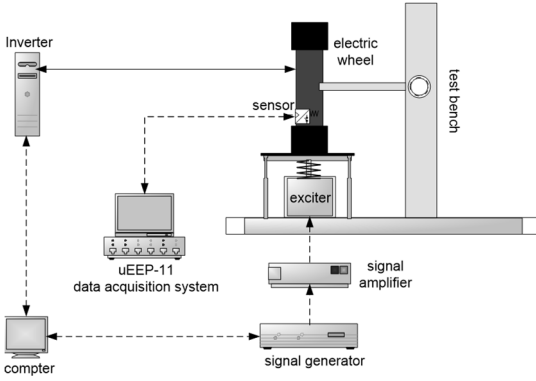 Inverter
electric
wheel
test bench
sensor
W
exciter
uEEP-11
data acquisition system
signal
amplifier
compter
signal generator